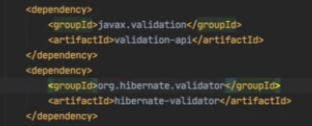 <dependency>
<groupId>javax.validation</groupId>
<artifactId>validation-api</artifactId>
</dependency>
<dependency>
<groupId>org.hibernate.validator</groupId>
<artifactId>hibernate-validator</artifactId>
</dependency>